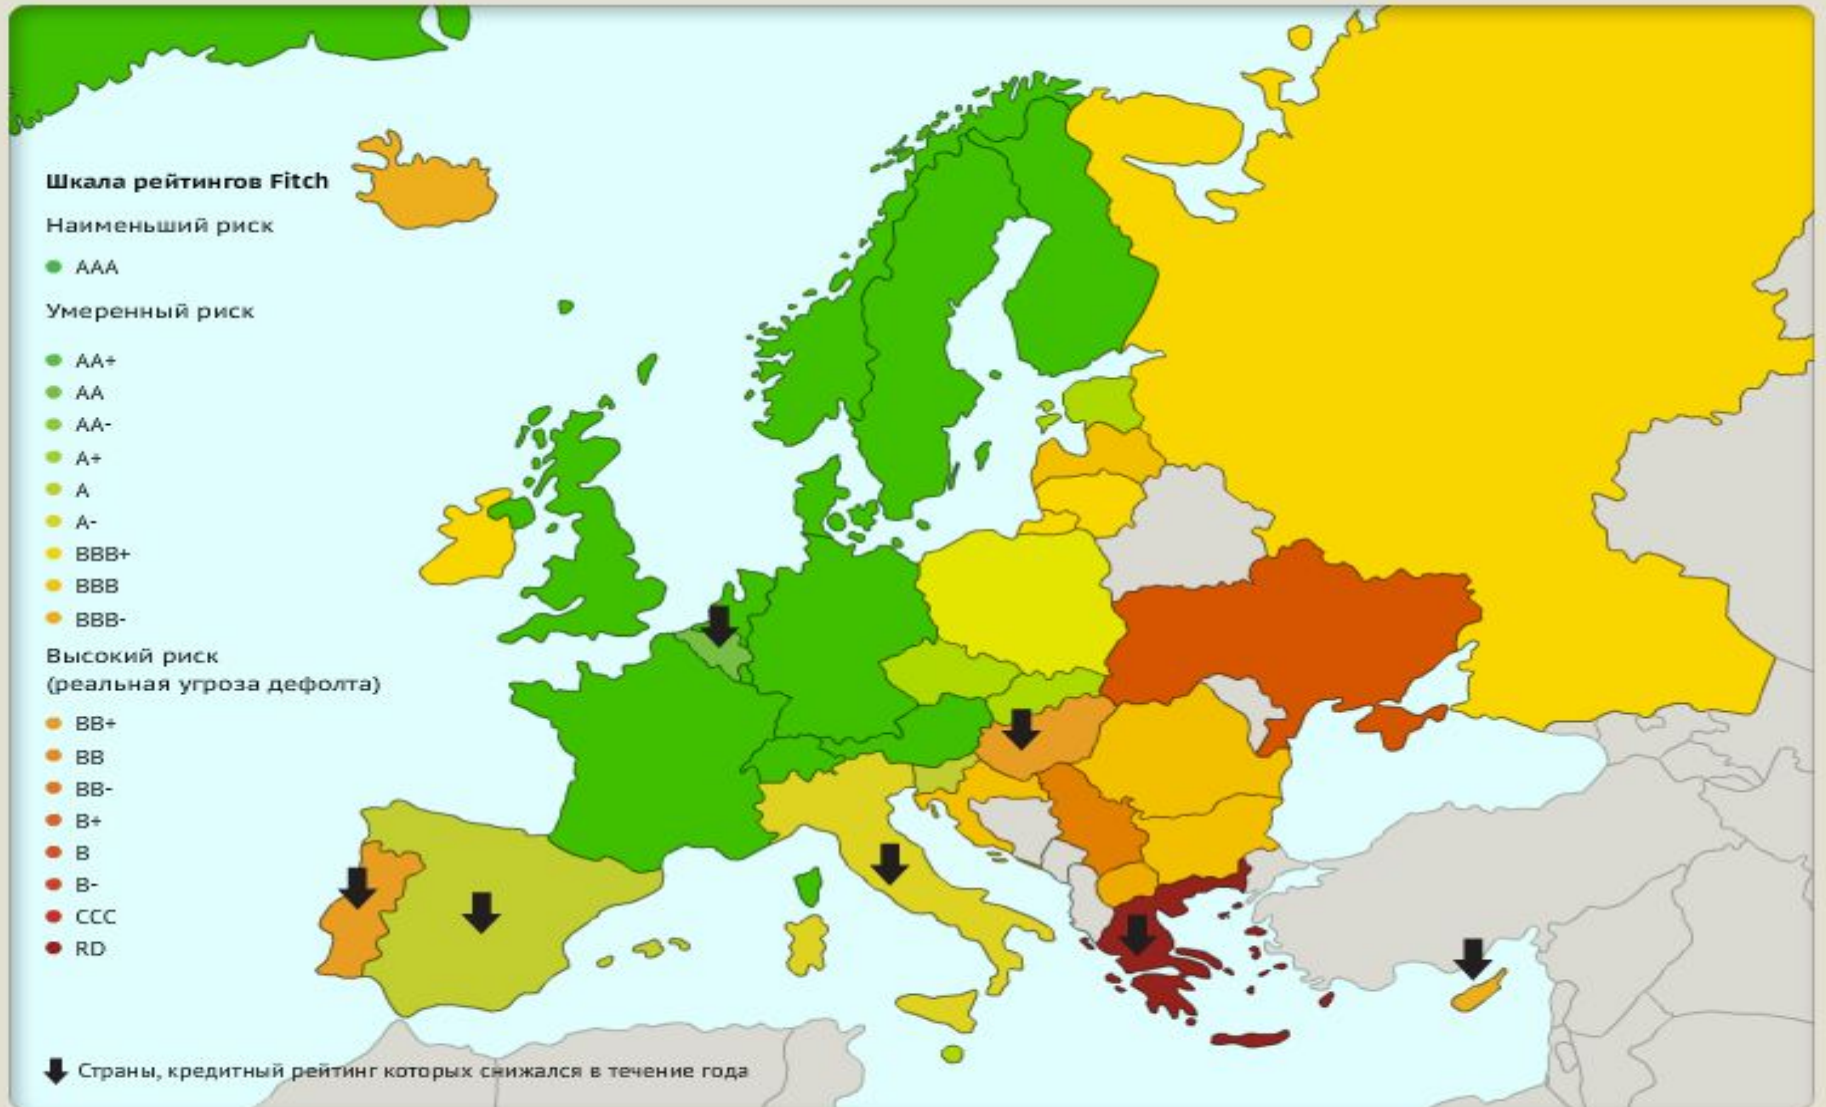 Шкала рейтингов Fitch
Наименьший риск
AAA
Умеренный риск
AA+
AA
AA-
A+
A
A-
BBB+
BBB
BBB-
Высокий риск
(реальная угроза дефолта)
BB+
BB
BB-
B+
B
B-
CCC
RD
Страны, кредитный рейтинг которых снижался в течение года